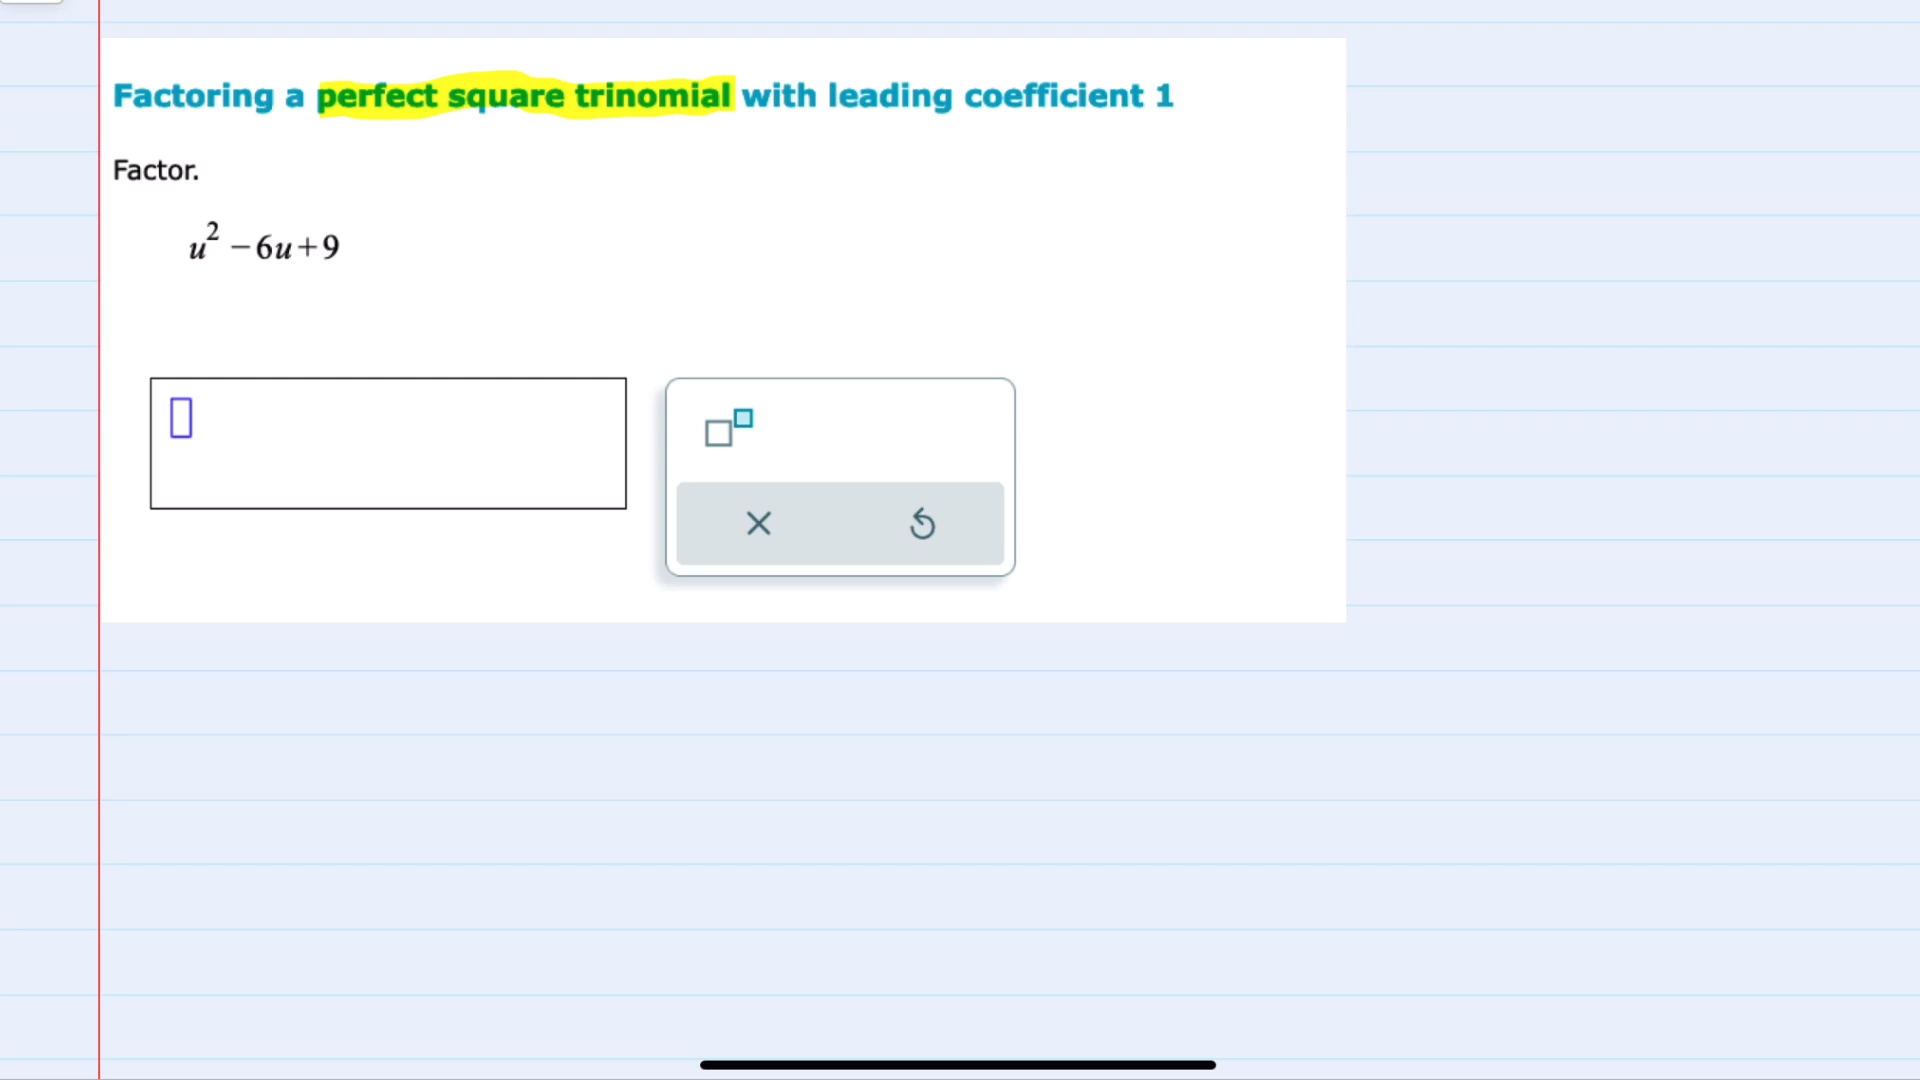 Factoring a perfect square trinomial with leading coefficient 1
Factor.
u² − 6u + 9